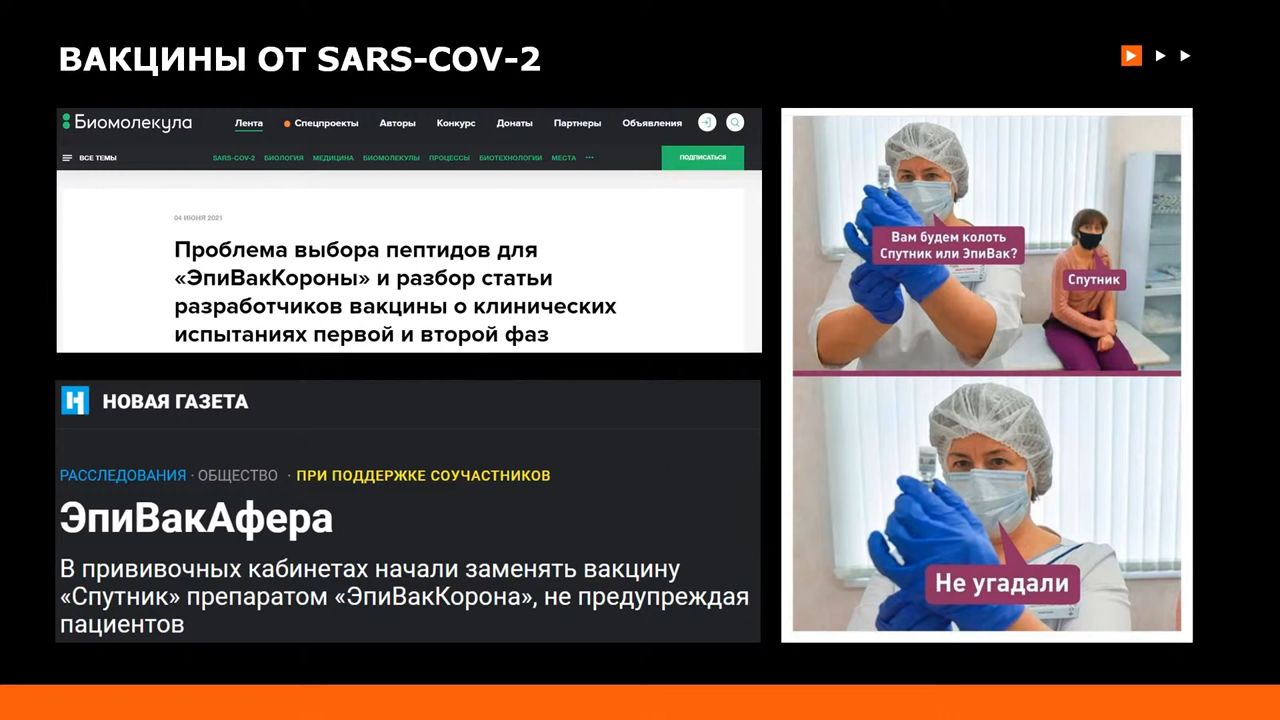 ВАКЦИНЫ ОТ SARS-COV-2
Биомолекула
Лента
Спецпроекты
Авторы
Конкурс
Донаты
Партнеры
Объявления
ВСЕ ТЕМЫ
SARS-COV-2
БИОЛОГИЯ
МЕДИЦИНА
БИОМОЛЕКУЛЫ
ПРОЦЕССЫ
БИОТЕХНОЛОГИИ
МЕСТА
ПОДПИСАТЬСЯ
04 ИЮНЯ 2021
Проблема выбора пептидов для
«ЭпиВакКороны» и разбор статьи
разработчиков вакцины о клинических
испытаниях первой и второй фаз
НОВАЯ ГАЗЕТА
РАССЛЕДОВАНИЯ · ОБЩЕСТВО · ПРИ ПОДДЕРЖКЕ СОУЧАСТНИКОВ
ЭпиВакАфера
В прививочных кабинетах начали заменять вакцину
«Спутник» препаратом «ЭпиВакКорона», не предупреждая
пациентов
Вам будем колоть
Спутник или ЭпиВак?
Спутник
Не угадали